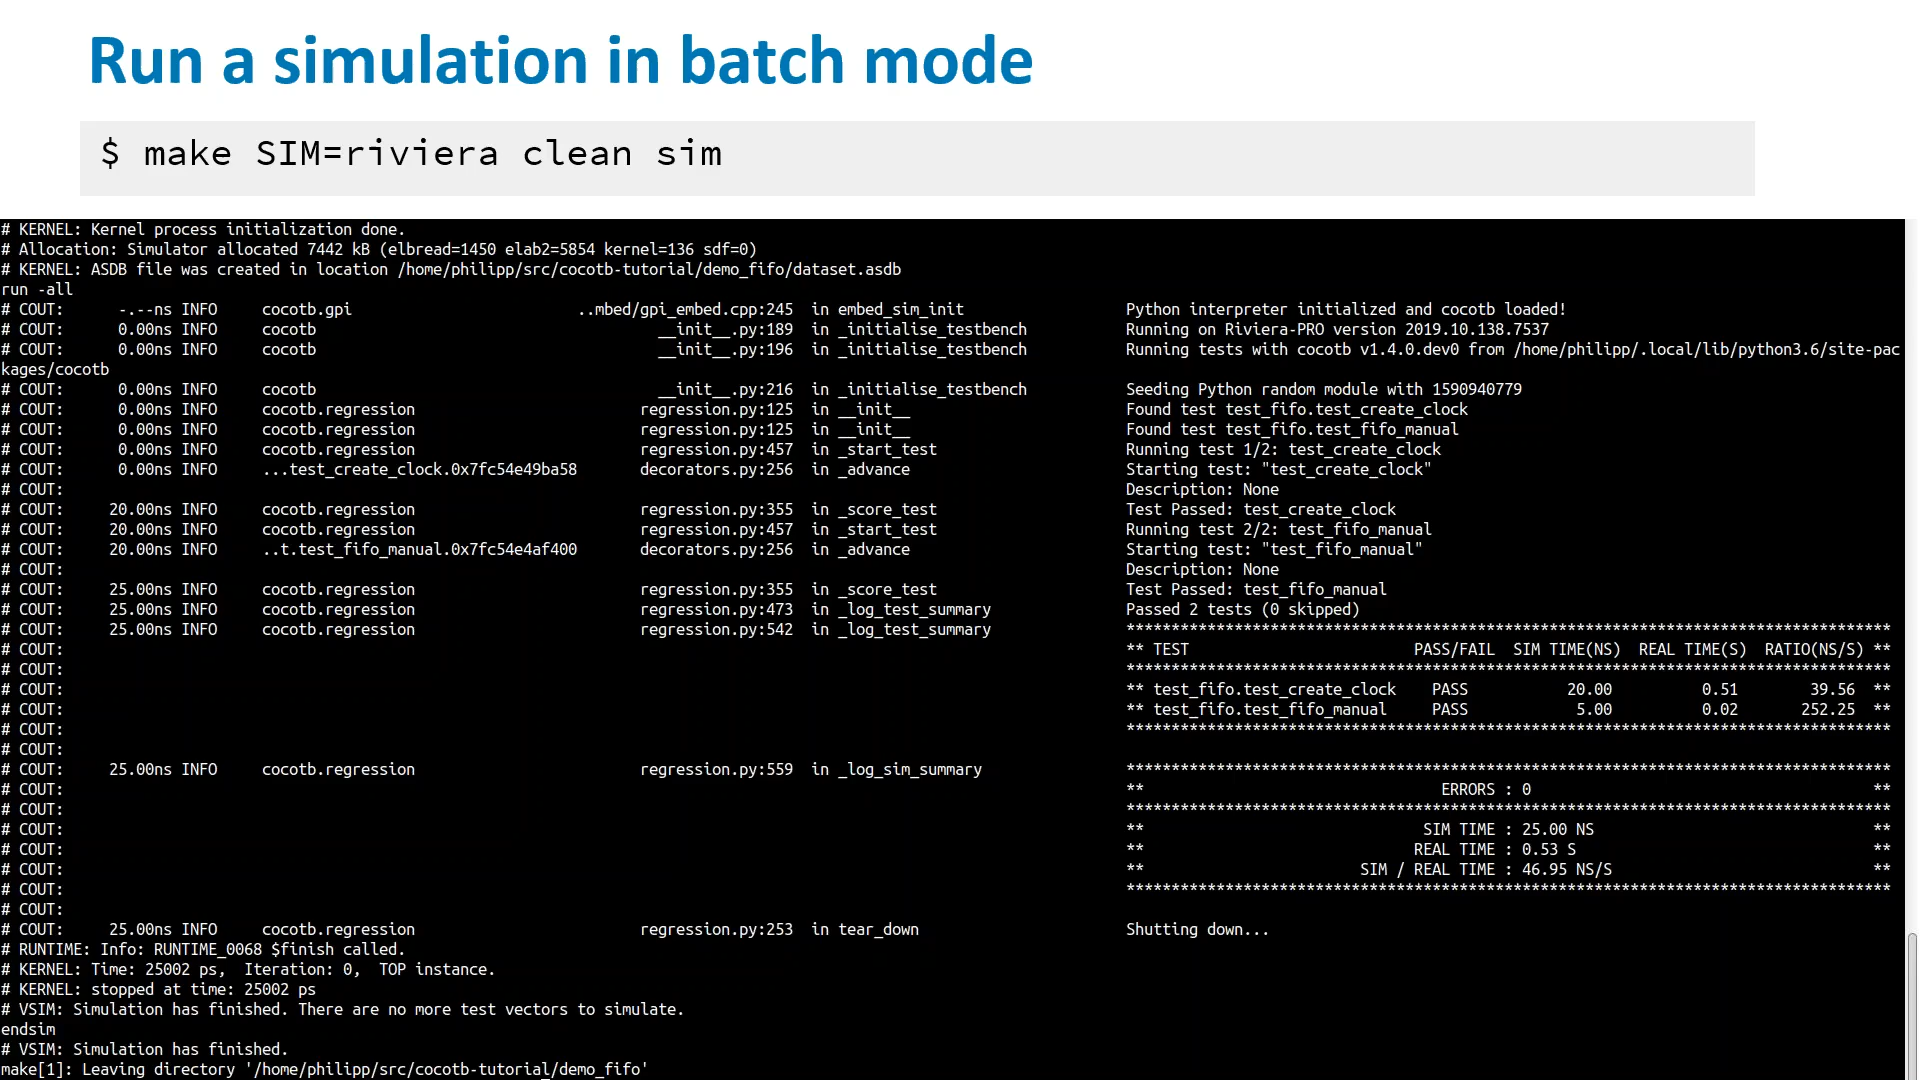 Run a simulation in batch mode
$ make SIM=riviera clean sim
# KERNEL: Kernel process initialization done.
# Allocation: Simulator allocated 7442 kB (elbread=1450 elab2=5854 kernel=136 sdf=0)
# KERNEL: ASDB file was created in location /home/philipp/src/cocotb-tutorial/demo_fifo/dataset.asdb
run -all
# COUT:      -.--ns INFO     cocotb.gpi                         ..mbed/gpi_embed.cpp:245  in embed_sim_init                  Python interpreter initialized and cocotb loaded!
# COUT:      0.00ns INFO     cocotb                                      __init__.py:189  in _initialise_testbench           Running on Riviera-PRO version 2019.10.138.7537
# COUT:      0.00ns INFO     cocotb                                      __init__.py:196  in _initialise_testbench           Running tests with cocotb v1.4.0.dev0 from /home/philipp/.local/lib/python3.6/site-pac
kages/cocotb
# COUT:      0.00ns INFO     cocotb                                      __init__.py:216  in _initialise_testbench           Seeding Python random module with 1590940779
# COUT:      0.00ns INFO     cocotb.regression                         regression.py:125  in __init__                        Found test test_fifo.test_create_clock
# COUT:      0.00ns INFO     cocotb.regression                         regression.py:125  in __init__                        Found test test_fifo.test_fifo_manual
# COUT:      0.00ns INFO     cocotb.regression                         regression.py:457  in _start_test                     Running test 1/2: test_create_clock
# COUT:      0.00ns INFO     ...test_create_clock.0x7fc54e49ba58       decorators.py:256  in _advance                        Starting test: "test_create_clock"
# COUT:                                                                                                                      Description: None
# COUT:     20.00ns INFO     cocotb.regression                         regression.py:355  in _score_test                     Test Passed: test_create_clock
# COUT:     20.00ns INFO     cocotb.regression                         regression.py:457  in _start_test                     Running test 2/2: test_fifo_manual
# COUT:     20.00ns INFO     ..t.test_fifo_manual.0x7fc54e4af400       decorators.py:256  in _advance                        Starting test: "test_fifo_manual"
# COUT:                                                                                                                      Description: None
# COUT:     25.00ns INFO     cocotb.regression                         regression.py:355  in _score_test                     Test Passed: test_fifo_manual
# COUT:     25.00ns INFO     cocotb.regression                         regression.py:473  in _log_test_summary               Passed 2 tests (0 skipped)
# COUT:     25.00ns INFO     cocotb.regression                         regression.py:542  in _log_test_summary               *************************************************************************************
# COUT:                                                                                                                      ** TEST                         PASS/FAIL  SIM TIME(NS)  REAL TIME(S)  RATIO(NS/S) **
# COUT:                                                                                                                      *************************************************************************************
# COUT:                                                                                                                      ** test_fifo.test_create_clock    PASS           20.00          0.51        39.56  **
# COUT:                                                                                                                      ** test_fifo.test_fifo_manual     PASS            5.00          0.02       252.25  **
# COUT:                                                                                                                      *************************************************************************************
# COUT:
# COUT:     25.00ns INFO     cocotb.regression                         regression.py:559  in _log_sim_summary                *************************************************************************************
# COUT:                                                                                                                      **                                 ERRORS : 0                                      **
# COUT:                                                                                                                      *************************************************************************************
# COUT:                                                                                                                      **                               SIM TIME : 25.00 NS                               **
# COUT:                                                                                                                      **                              REAL TIME : 0.53 S                                 **
# COUT:                                                                                                                      **                        SIM / REAL TIME : 46.95 NS/S                             **
# COUT:                                                                                                                      *************************************************************************************
# COUT:
# COUT:     25.00ns INFO     cocotb.regression                         regression.py:253  in tear_down                       Shutting down...
# RUNTIME: Info: RUNTIME_0068 $finish called.
# KERNEL: Time: 25002 ps,  Iteration: 0,  TOP instance.
# KERNEL: stopped at time: 25002 ps
# VSIM: Simulation has finished. There are no more test vectors to simulate.
endsim
# VSIM: Simulation has finished.
make[1]: Leaving directory '/home/philipp/src/cocotb-tutorial/demo_fifo'